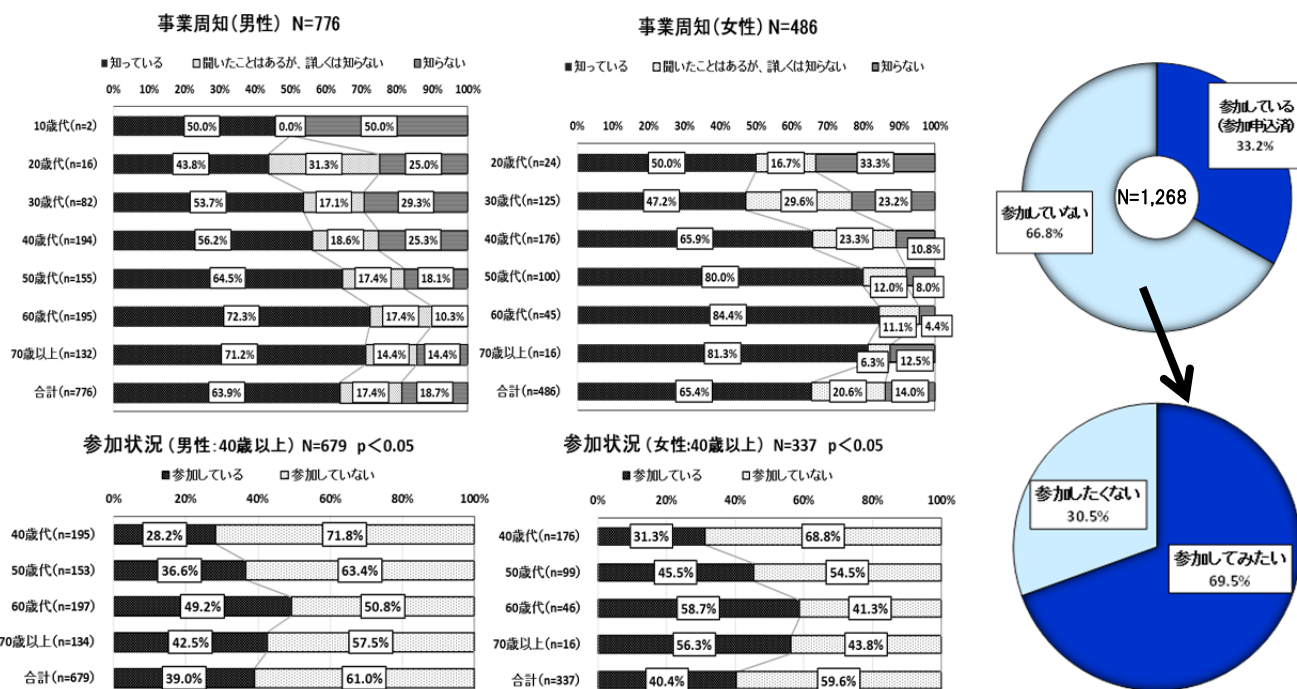 事業周知(男性) N=776
■知っている □聞いたことはあるが、詳しくは知らない ■知らない
0% 10% 20% 30% 40% 50% 60% 70% 80% 90% 100%
10歳代(n=2) 50.0% 0.0% 50.0%
20歳代(n=16) 43.8% 31.3% 25.0%
30歳代(n=82) 53.7% 17.1% 29.3%
40歳代(n=194) 56.2% 18.6% 25.3%
50歳代(n=155) 64.5% 17.4% 18.1%
60歳代(n=195) 72.3% 17.4% 10.3%
70歳以上(n=132) 71.2% 14.4% 14.4%
合計(n=776) 63.9% 17.4% 18.7%
事業周知(女性) N=486
■知っている □聞いたことはあるが、詳しくは知らない ■知らない
0% 10% 20% 30% 40% 50% 60% 70% 80% 90% 100%
20歳代(n=24) 50.0% 16.7% 33.3%
30歳代(n=125) 47.2% 29.6% 23.2%
40歳代(n=176) 65.9% 23.3% 10.8%
50歳代(n=100) 80.0% 12.0% 8.0%
60歳代(n=45) 84.4% 11.1% 4.4%
70歳以上(n=16) 81.3% 6.3% 12.5%
合計(n=486) 65.4% 20.6% 14.0%
参加している
(参加申込済)
33.2%
N=1,268
参加していない
66.8%
参加状況(男性:40歳以上) N=679 p<0.05
■参加している □参加していない
0% 20% 40% 60% 80% 100%
40歳代(n=195) 28.2% 71.8%
50歳代(n=153) 36.6% 63.4%
60歳代(n=197) 49.2% 50.8%
70歳以上(n=134) 42.5% 57.5%
合計(n=679) 39.0% 61.0%
参加状況(女性:40歳以上) N=337 p<0.05
■参加している □参加していない
0% 20% 40% 60% 80% 100%
40歳代(n=176) 31.3% 68.8%
50歳代(n=99) 45.5% 54.5%
60歳代(n=46) 58.7% 41.3%
70歳以上(n=16) 56.3% 43.8%
合計(n=337) 40.4% 59.6%
参加したくない
30.5%
参加してみたい
69.5%